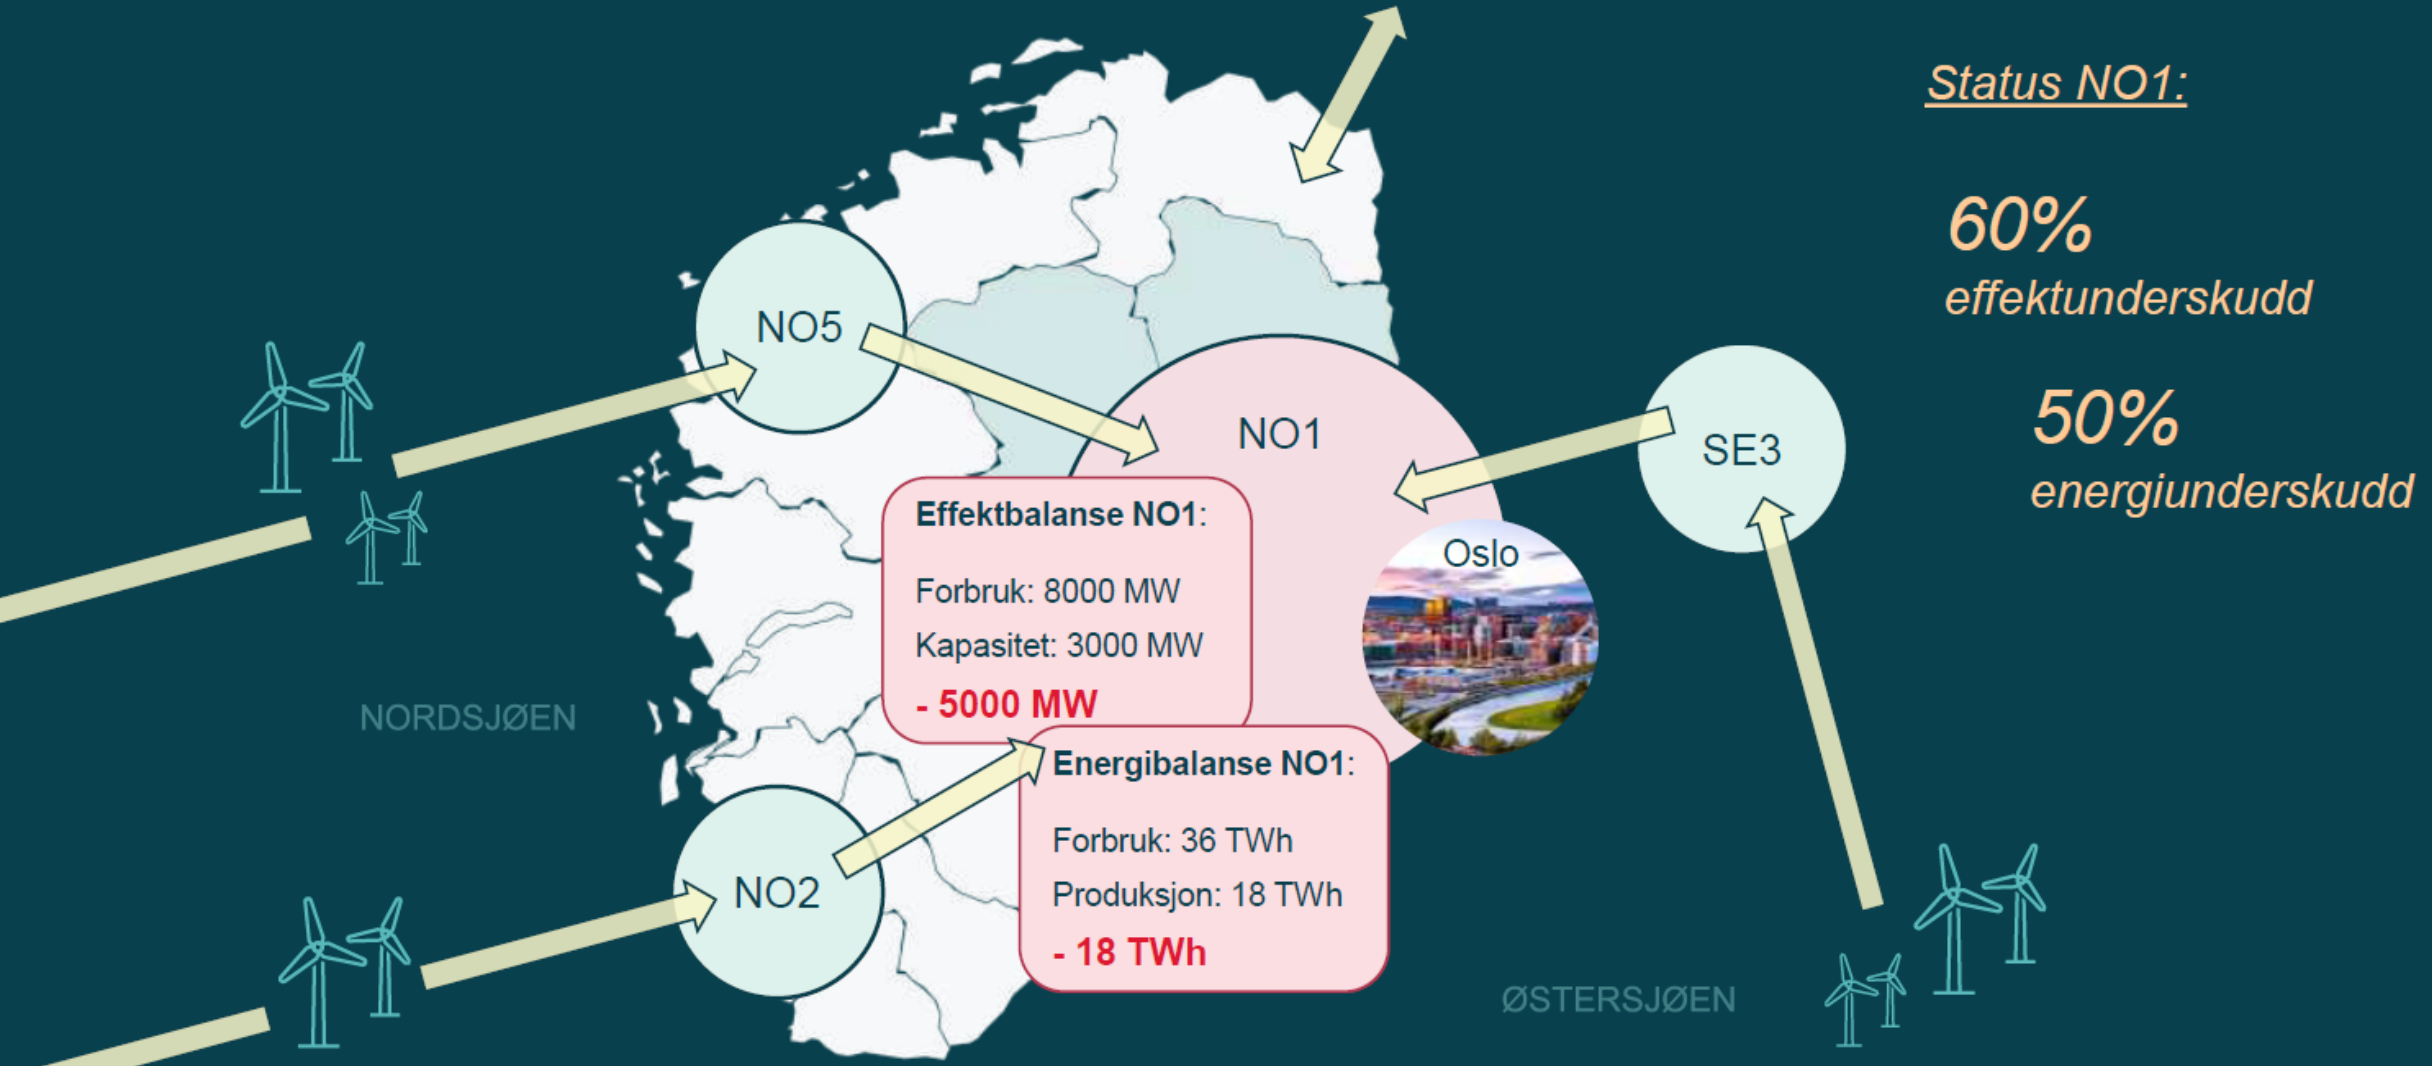 Status NO1:
60%
effektunderskudd
50%
energiunderskudd
NO5
NO1
SE3
Oslo
Effektbalanse NO1:
Forbruk: 8000 MW
Kapasitet: 3000 MW
- 5000 MW
NORDSJØEN
Energibalanse NO1:
Forbruk: 36 TWh
Produksjon: 18 TWh
- 18 TWh
NO2
ØSTERSJØEN